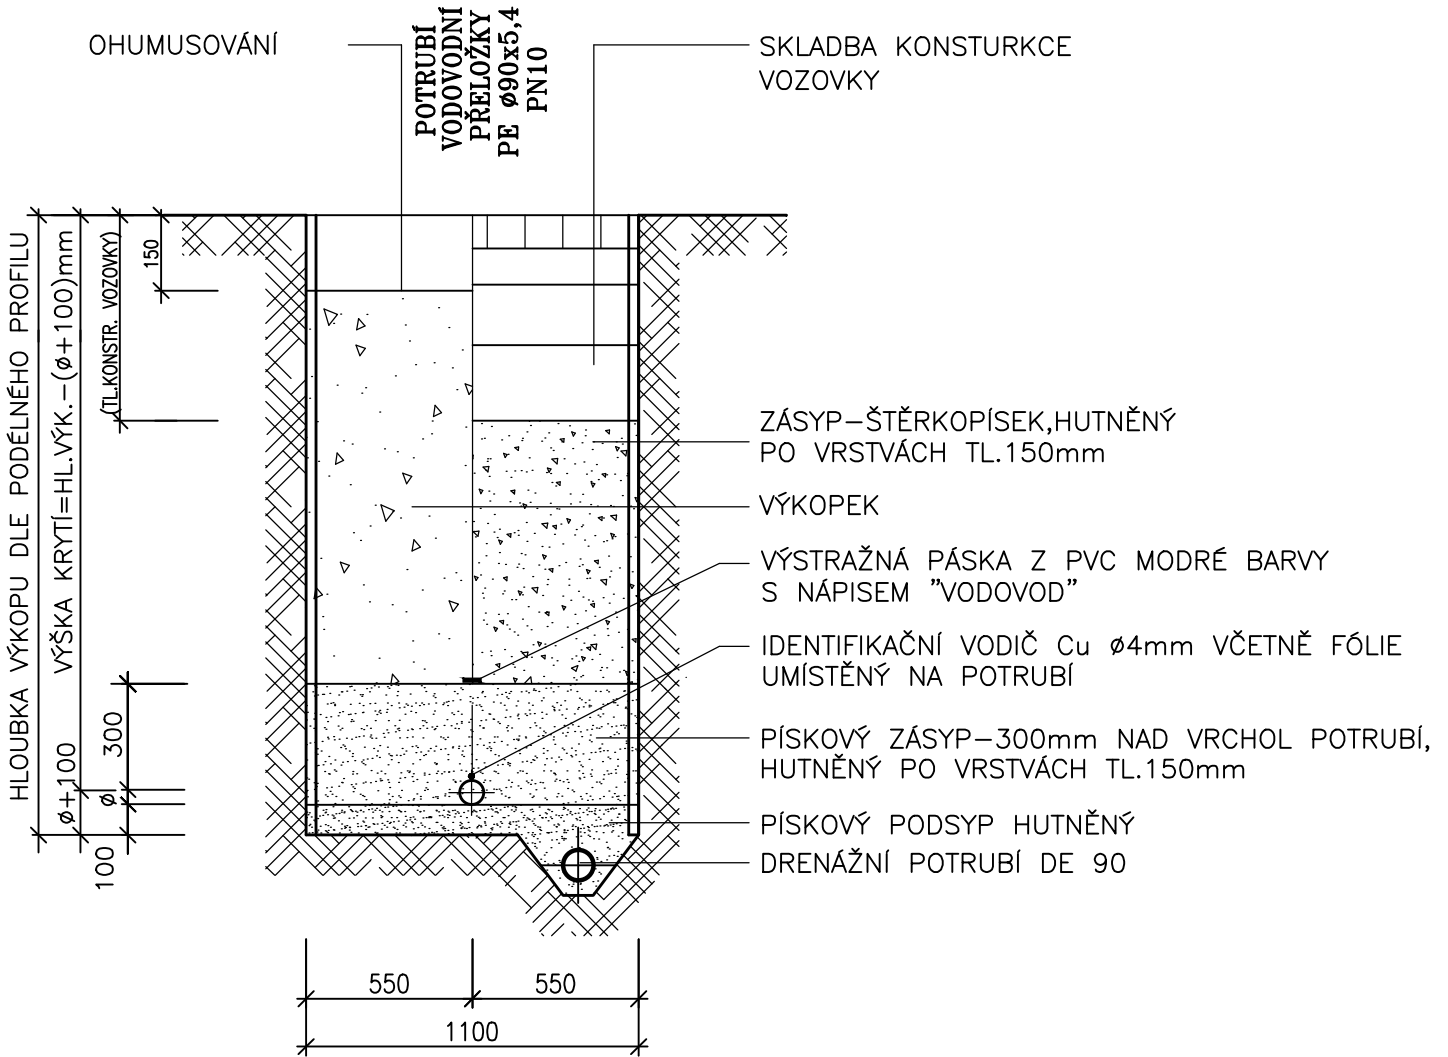 OHUMUSOVÁNÍ
POTRUBÍ
VODOVODNÍ
PŘELOŽKY
PE ø90x5,4
PN10
SKLADBA KONSTURKCE
VOZOVKY
HLOUBKA VÝKOPU DLE PODÉLNÉHO PROFILU
VÝŠKA KRYTÍ=HL.VÝK.-(ø+100)mm
ø+100
(TL.KONSTR. VOZOVKY)
150
300
ø
100
ZÁSYP-ŠTĚRKOPÍSEK,HUTNĚNÝ
PO VRSTVÁCH TL.150mm
VÝKOPEK
VÝSTRAŽNÁ PÁSKA Z PVC MODRÉ BARVY
S NÁPISEM "VODOVOD"
IDENTIFIKAČNÍ VODIČ Cu ø4mm VČETNĚ FÓLIE
UMÍSTĚNÝ NA POTRUBÍ
PÍSKOVÝ ZÁSYP-300mm NAD VRCHOL POTRUBÍ,
HUTNĚNÝ PO VRSTVÁCH TL.150mm
PÍSKOVÝ PODSYP HUTNĚNÝ
DRENÁŽNÍ POTRUBÍ DE 90
550
550
1100